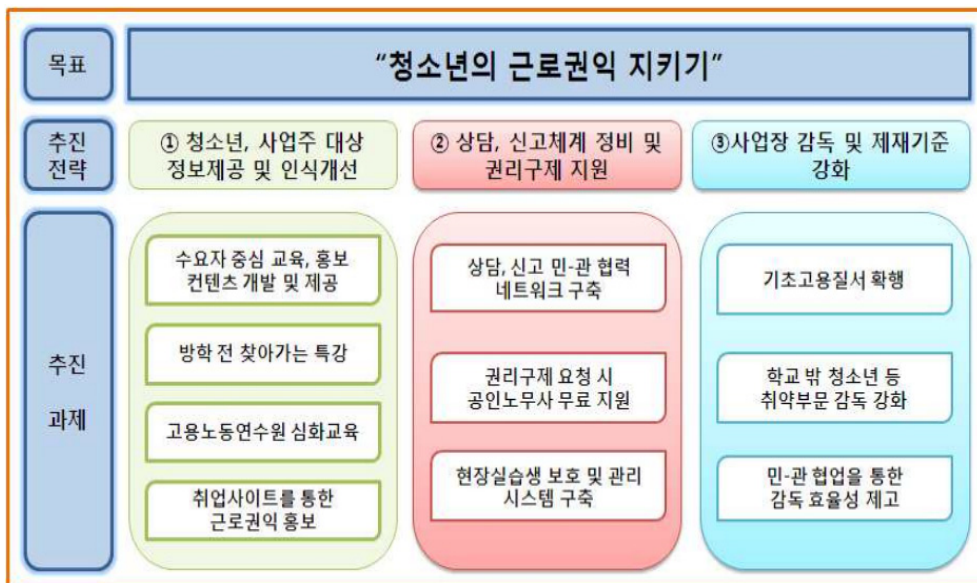 목표
“청소년의 근로권익 지키기”
추진
전략
① 청소년, 사업주 대상
정보제공 및 인식개선
② 상담, 신고체계 정비 및
권리구제 지원
③사업장 감독 및 제재기준
강화
추진
과제
수요자 중심 교육, 홍보
컨텐츠 개발 및 제공
방학 전 찾아가는 특강
고용노동연수원 심화교육
취업사이트를 통한
근로권익 홍보
상담, 신고 민-관 협력
네트워크 구축
권리구제 요청 시
공인노무사 무료 지원
현장실습생 보호 및 관리
시스템 구축
기초고용질서 확행
학교 밖 청소년 등
취약부문 감독 강화
민-관 협업을 통한
감독 효율성 제고